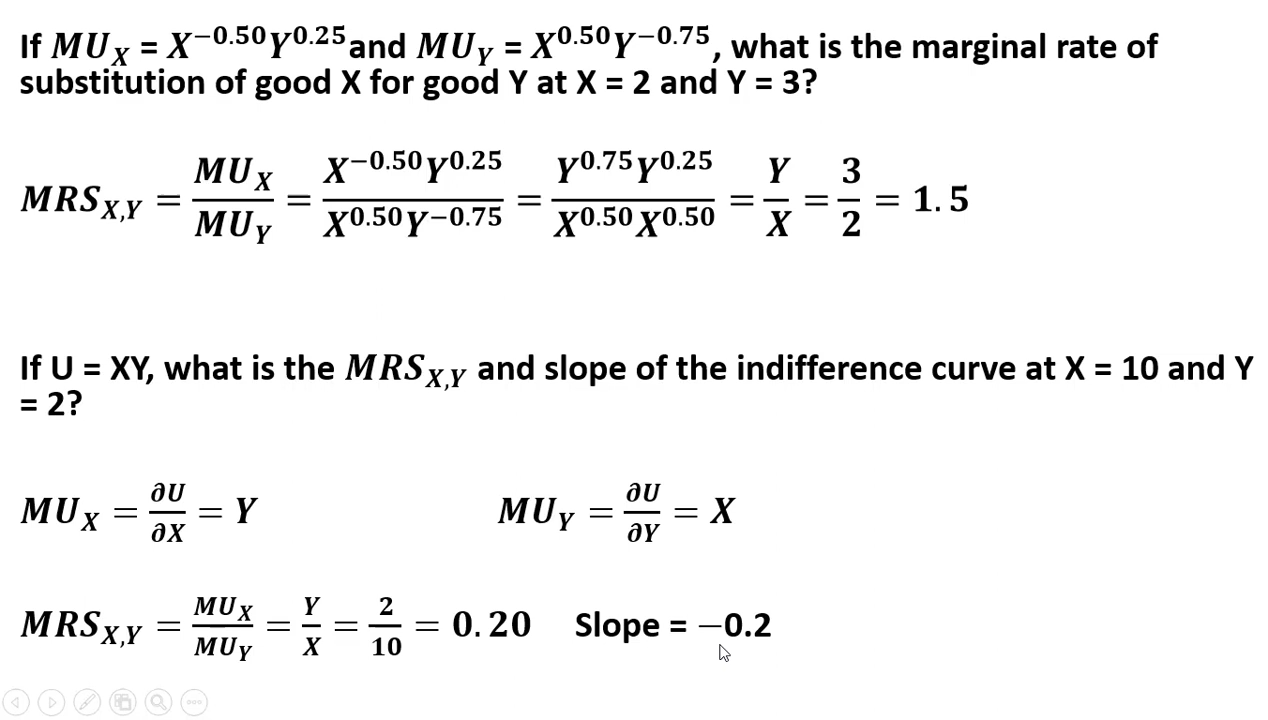 If 𝑀𝑈_𝑋 = 𝑋^−0.50 𝑌^0.25 and 𝑀𝑈_𝑌 = 𝑋^0.50 𝑌^−0.75, what is the marginal rate of
substitution of good X for good Y at X = 2 and Y = 3?
𝑀𝑅𝑆_𝑋,𝑌 = 𝑀𝑈_𝑋/𝑀𝑈_𝑌 = (𝑋^−0.50 𝑌^0.25)/(𝑋^0.50 𝑌^−0.75) = (𝑌^0.75 𝑌^0.25)/(𝑋^0.50 𝑋^0.50) = 𝑌/𝑋 = 3/2 = 1.5
If U = XY, what is the 𝑀𝑅𝑆_𝑋,𝑌 and slope of the indifference curve at X = 10 and Y
= 2?
𝑀𝑈_𝑋 = ∂𝑈/∂𝑋 = 𝑌 𝑀𝑈_𝑌 = ∂𝑈/∂𝑌 = 𝑋
𝑀𝑅𝑆_𝑋,𝑌 = 𝑀𝑈_𝑋/𝑀𝑈_𝑌 = 𝑌/𝑋 = 2/10 = 0.20 Slope = −0.2